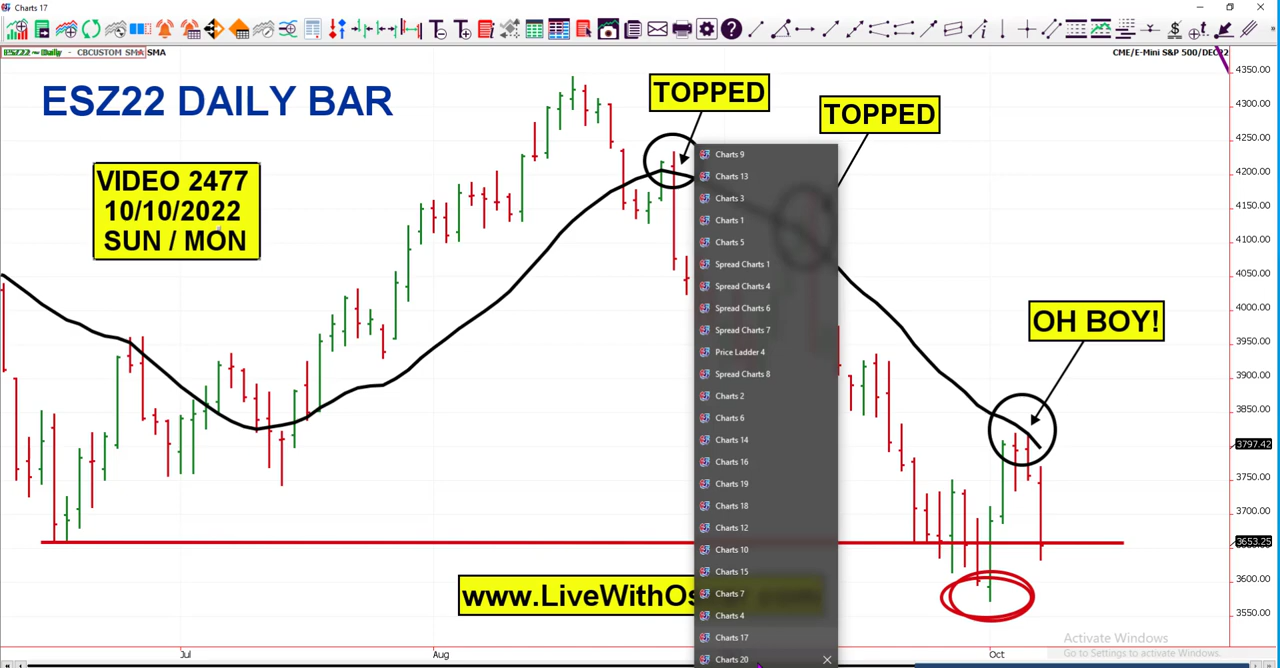 Charts 17
ESZ22 ~ Daily - CBCUSTOM SMA SMA
CME/E-Mini S&P 500/DEC22
ESZ22 DAILY BAR
VIDEO 2477
10/10/2022
SUN / MON
TOPPED
TOPPED
OH BOY!
Charts 9
Charts 13
Charts 3
Charts 1
Charts 5
Spread Charts 1
Spread Charts 4
Spread Charts 6
Spread Charts 7
Price Ladder 4
Spread Charts 8
Charts 2
Charts 6
Charts 14
Charts 16
Charts 19
Charts 18
Charts 12
Charts 10
Charts 15
Charts 7
Charts 4
Charts 17
Charts 20
4350.00
4300.00
4250.00
4200.00
4150.00
4100.00
4050.00
4000.00
3950.00
3900.00
3850.00
3797.42
3750.00
3700.00
3653.25
3600.00
3550.00
www.LiveWithOs
Activate Windows
Go to Settings to activate Windows.
Jul
Aug
Oct